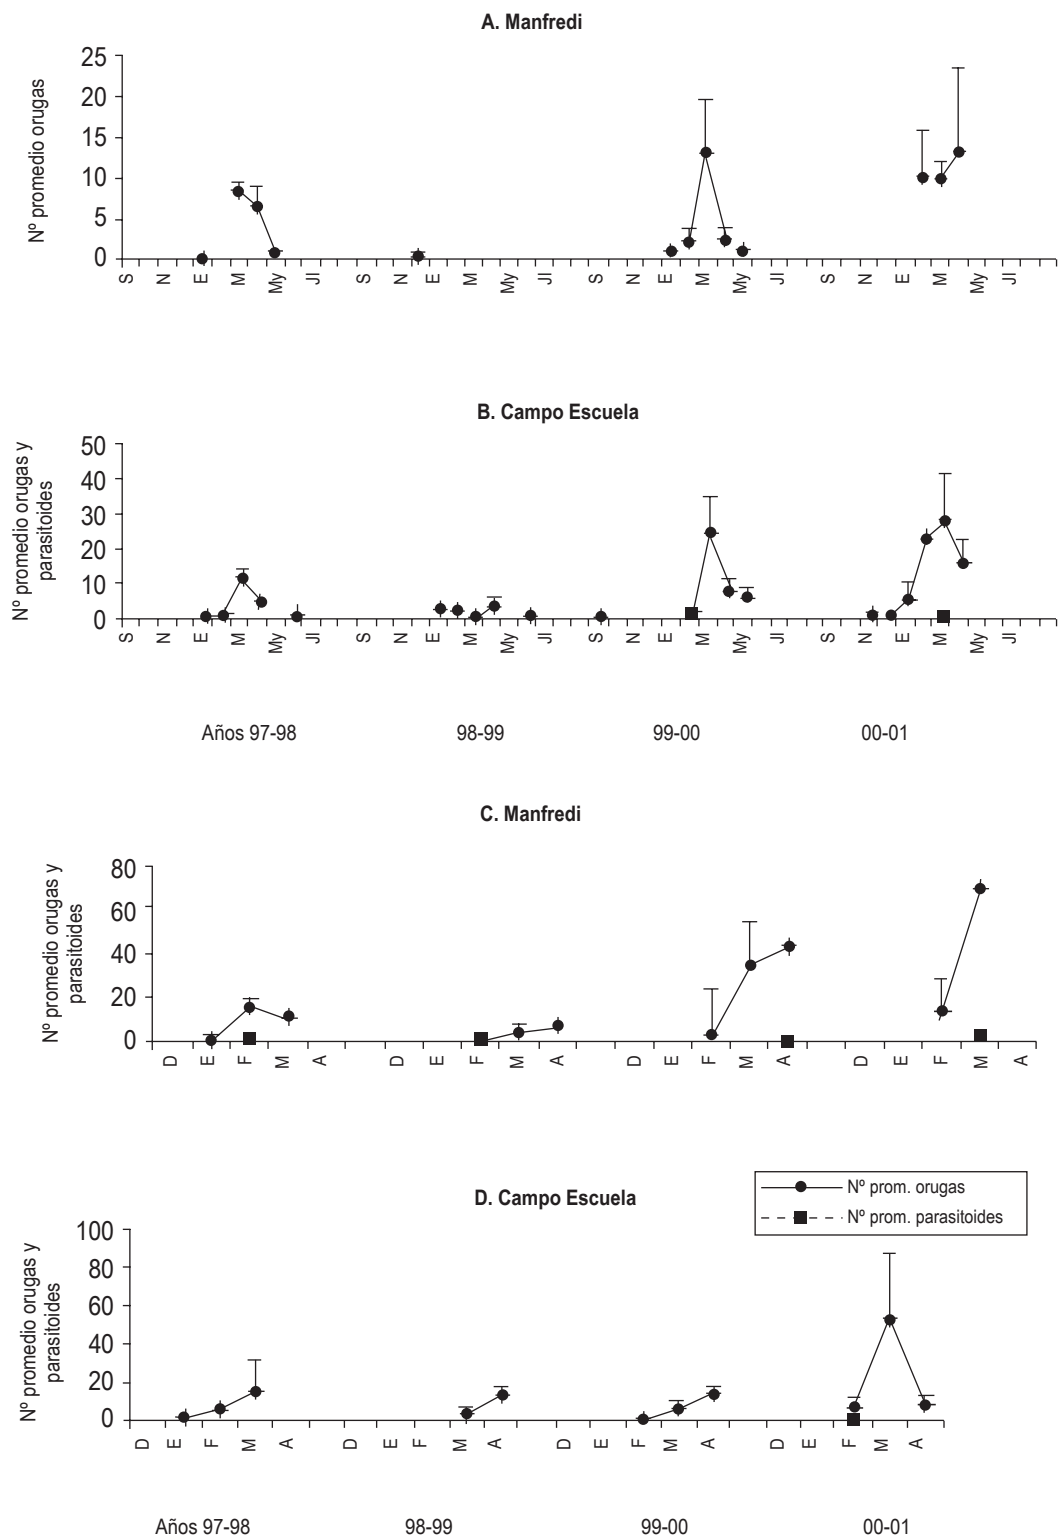 A. Manfredi
Nº promedio orugas
25
20
15
10
5
0
S N E M My Jl S N E M My Jl S N E M My Jl S N E M My Jl
B. Campo Escuela
Nº promedio orugas y
parasitoides
50
40
30
20
10
0
S N E M My Jl S N E M My Jl S N E M My Jl S N E M My Jl
Años 97-98 98-99 99-00 00-01
C. Manfredi
Nº promedio orugas y
parasitoides
80
60
40
20
0
D E F M A D E F M A D E F M A D E F M A
D. Campo Escuela
Nº prom. orugas
Nº prom. parasitoides
Nº promedio orugas y
parasitoides
100
80
60
40
20
0
D E F M A D E F M A D E F M A D E F M A
Años 97-98 98-99 99-00 00-01